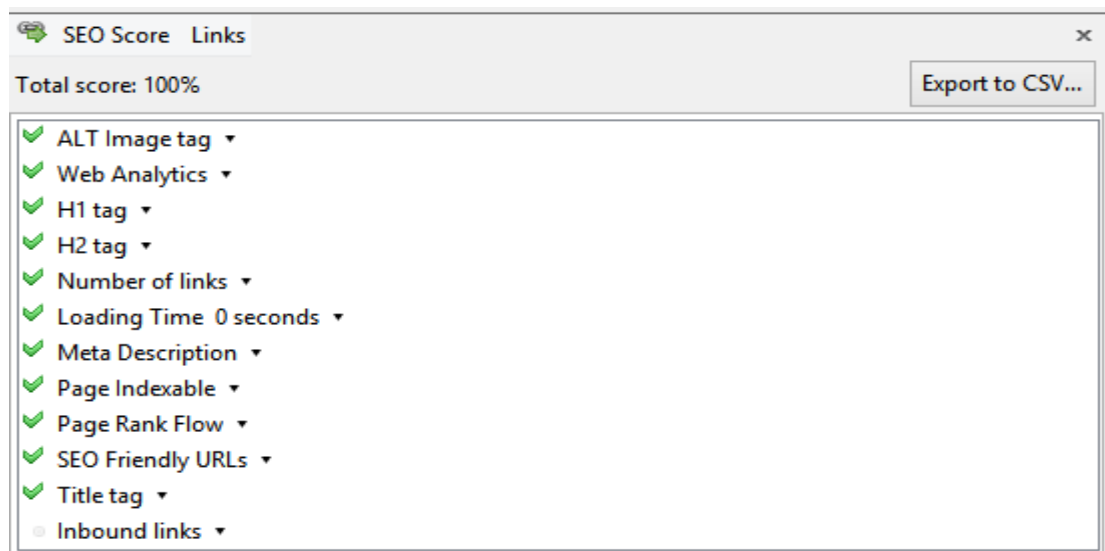 SEO Score Links
Total score: 100%
Export to CSV...
ALT Image tag
Web Analytics
H1 tag
H2 tag
Number of links
Loading Time 0 seconds
Meta Description
Page Indexable
Page Rank Flow
SEO Friendly URLs
Title tag
Inbound links